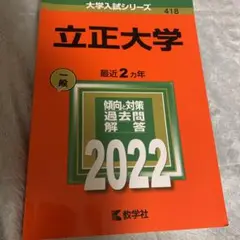 大学入試シリーズ
418
立正大学
一般
最近2カ年
傾向と対策
過去問
解答
2022
教学社